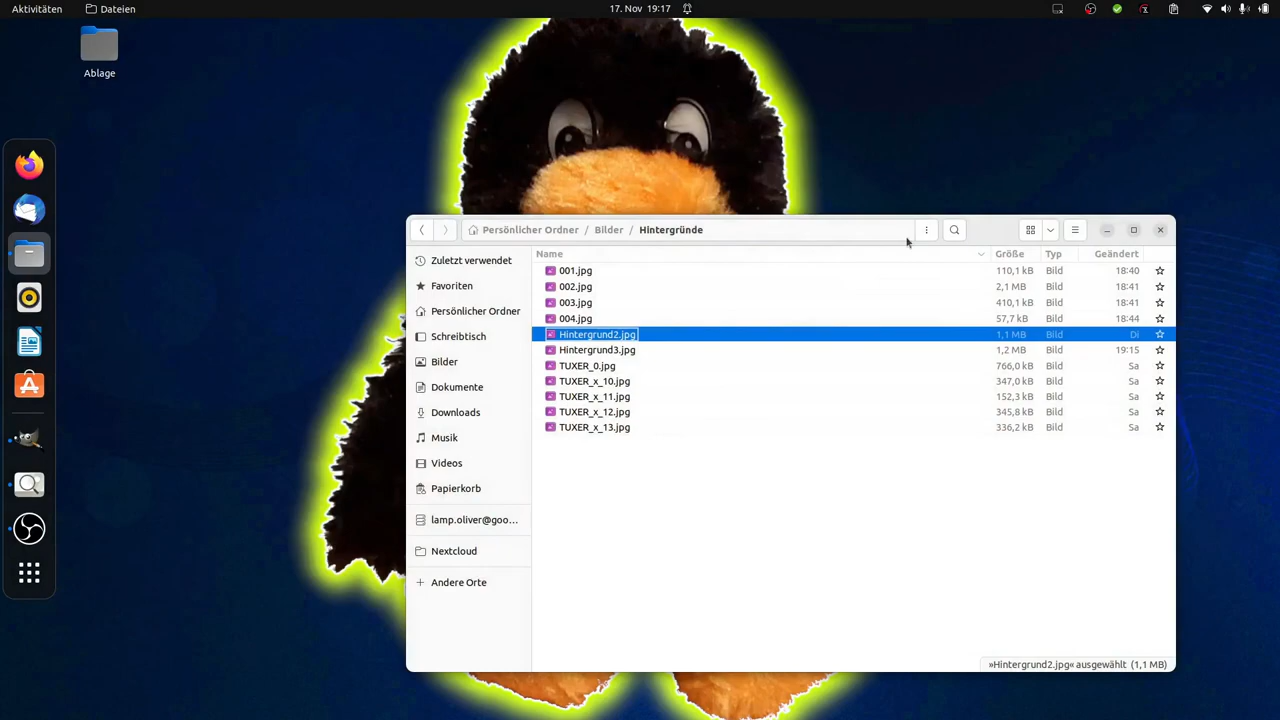 Aktivitäten Dateien 17. Nov 19:17
Ablage
Persönlicher Ordner / Bilder / Hintergründe
Zuletzt verwendet
Favoriten
Persönlicher Ordner
Schreibtisch
Bilder
Dokumente
Downloads
Musik
Videos
Papierkorb
lamp.oliver@goo...
Nextcloud
Andere Orte
Name Größe Typ Geändert
001.jpg 110,1 kB Bild 18:40
002.jpg 2,1 MB Bild 18:41
003.jpg 410,1 kB Bild 18:41
004.jpg 57,7 kB Bild 18:44
Hintergrund2.jpg 1,1 MB Bild Di
Hintergrund3.jpg 1,2 MB Bild 19:15
TUXER_0.jpg 766,0 kB Bild Sa
TUXER_x_10.jpg 347,0 kB Bild Sa
TUXER_x_11.jpg 152,3 kB Bild Sa
TUXER_x_12.jpg 345,8 kB Bild Sa
TUXER_x_13.jpg 336,2 kB Bild Sa
»Hintergrund2.jpg« ausgewählt (1,1 MB)